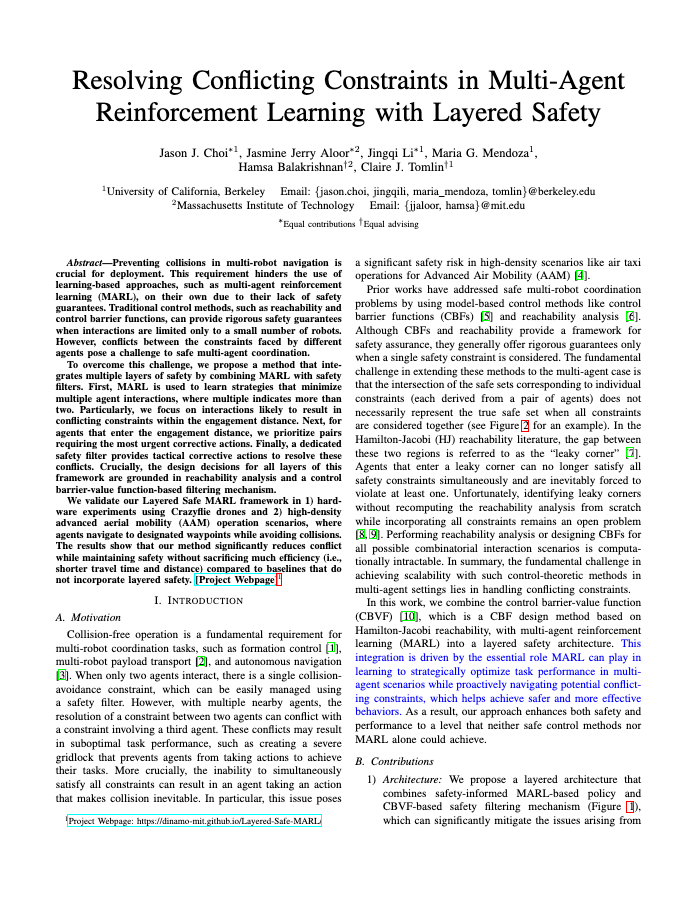 Resolving Conflicting Constraints in Multi-Agent
Reinforcement Learning with Layered Safety
Jason J. Choi*1, Jasmine Jerry Aloor*2, Jingqi Li*1, Maria G. Mendoza1,
Hamsa Balakrishnan†2, Claire J. Tomlin†1
1University of California, Berkeley Email: {jason.choi, jingqili, maria_mendoza, tomlin}@berkeley.edu
2Massachusetts Institute of Technology Email: {jjaloor, hamsa}@mit.edu
*Equal contributions †Equal advising
Abstract—Preventing collisions in multi-robot navigation is
crucial for deployment. This requirement hinders the use of
learning-based approaches, such as multi-agent reinforcement
learning (MARL), on their own due to their lack of safety
guarantees. Traditional control methods, such as reachability and
control barrier functions, can provide rigorous safety guarantees
when interactions are limited only to a small number of robots.
However, conflicts between the constraints faced by different
agents pose a challenge to safe multi-agent coordination.
To overcome this challenge, we propose a method that inte-
grates multiple layers of safety by combining MARL with safety
filters. First, MARL is used to learn strategies that minimize
multiple agent interactions, where multiple indicates more than
two. Particularly, we focus on interactions likely to result in
conflicting constraints within the engagement distance. Next, for
agents that enter the engagement distance, we prioritize pairs
requiring the most urgent corrective actions. Finally, a dedicated
safety filter provides tactical corrective actions to resolve these
conflicts. Crucially, the design decisions for all layers of this
framework are grounded in reachability analysis and a control
barrier-value function-based filtering mechanism.
We validate our Layered Safe MARL framework in 1) hard-
ware experiments using Crazyflie drones and 2) high-density
advanced aerial mobility (AAM) operation scenarios, where
agents navigate to designated waypoints while avoiding collisions.
The results show that our method significantly reduces conflict
while maintaining safety without sacrificing much efficiency (i.e.,
shorter travel time and distance) compared to baselines that do
not incorporate layered safety. [Project Webpage]1
I. INTRODUCTION
A. Motivation
Collision-free operation is a fundamental requirement for
multi-robot coordination tasks, such as formation control [1],
multi-robot payload transport [2], and autonomous navigation
[3]. When only two agents interact, there is a single collision-
avoidance constraint, which can be easily managed using
a safety filter. However, with multiple nearby agents, the
resolution of a constraint between two agents can conflict with
a constraint involving a third agent. These conflicts may result
in suboptimal task performance, such as creating a severe
gridlock that prevents agents from taking actions to achieve
their tasks. More crucially, the inability to simultaneously
satisfy all constraints can result in an agent taking an action
that makes collision inevitable. In particular, this issue poses
1Project Webpage: https://dinamo-mit.github.io/Layered-Safe-MARL/
a significant safety risk in high-density scenarios like air taxi
operations for Advanced Air Mobility (AAM) [4].
Prior works have addressed safe multi-robot coordination
problems by using model-based control methods like control
barrier functions (CBFs) [5] and reachability analysis [6].
Although CBFs and reachability provide a framework for
safety assurance, they generally offer rigorous guarantees only
when a single safety constraint is considered. The fundamental
challenge in extending these methods to the multi-agent case is
that the intersection of the safe sets corresponding to individual
constraints (each derived from a pair of agents) does not
necessarily represent the true safe set when all constraints
are considered together (see Figure 2 for an example). In the
Hamilton-Jacobi (HJ) reachability literature, the gap between
these two regions is referred to as the “leaky corner” [7].
Agents that enter a leaky corner can no longer satisfy all
safety constraints simultaneously and are inevitably forced to
violate at least one. Unfortunately, identifying leaky corners
without recomputing the reachability analysis from scratch
while incorporating all constraints remains an open problem
[8, 9]. Performing reachability analysis or designing CBFs for
all possible combinatorial interaction scenarios is computa-
tionally intractable. In summary, the fundamental challenge in
achieving scalability with such control-theoretic methods in
multi-agent settings lies in handling conflicting constraints.
In this work, we combine the control barrier-value function
(CBVF) [10], which is a CBF design method based on
Hamilton-Jacobi reachability, with multi-agent reinforcement
learning (MARL) into a layered safety architecture. This
integration is driven by the essential role MARL can play in
learning to strategically optimize task performance in multi-
agent scenarios while proactively navigating potential conflict-
ing constraints, which helps achieve safer and more effective
behaviors. As a result, our approach enhances both safety and
performance to a level that neither safe control methods nor
MARL alone could achieve.
B. Contributions
1) Architecture: We propose a layered architecture that
combines safety-informed MARL-based policy and
CBVF-based safety filtering mechanism (Figure 1),
which can significantly mitigate the issues arising from